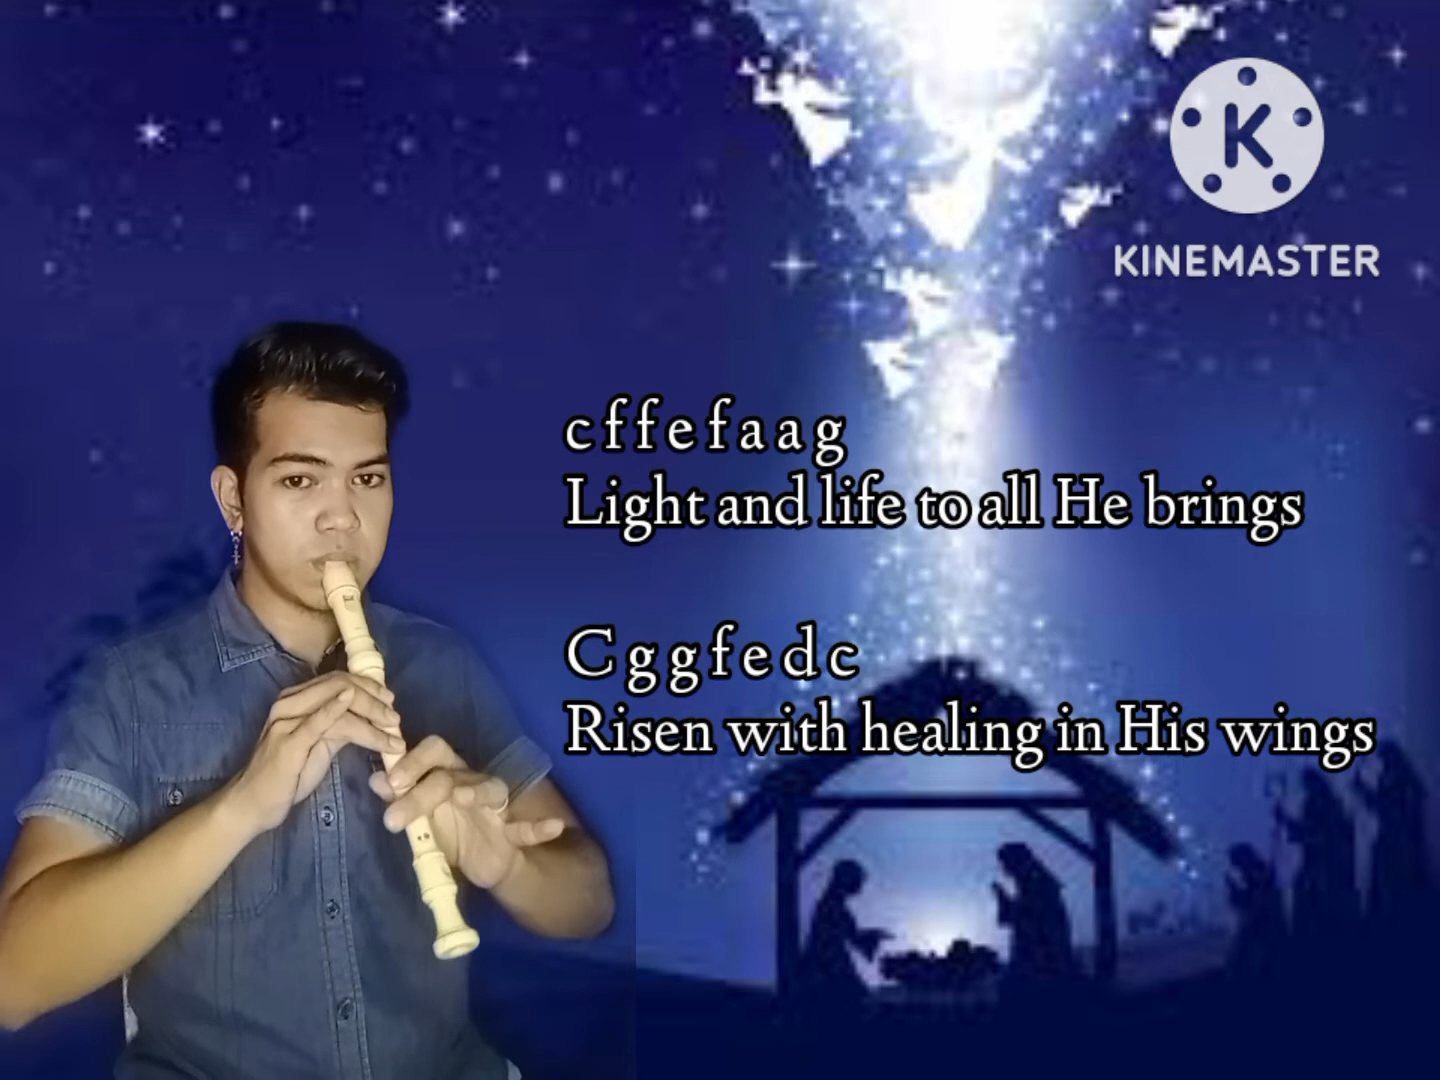 K
KINEMASTER
c f f e f a a g
Light and life to all He brings
C g g f e d c
Risen with healing in His wings